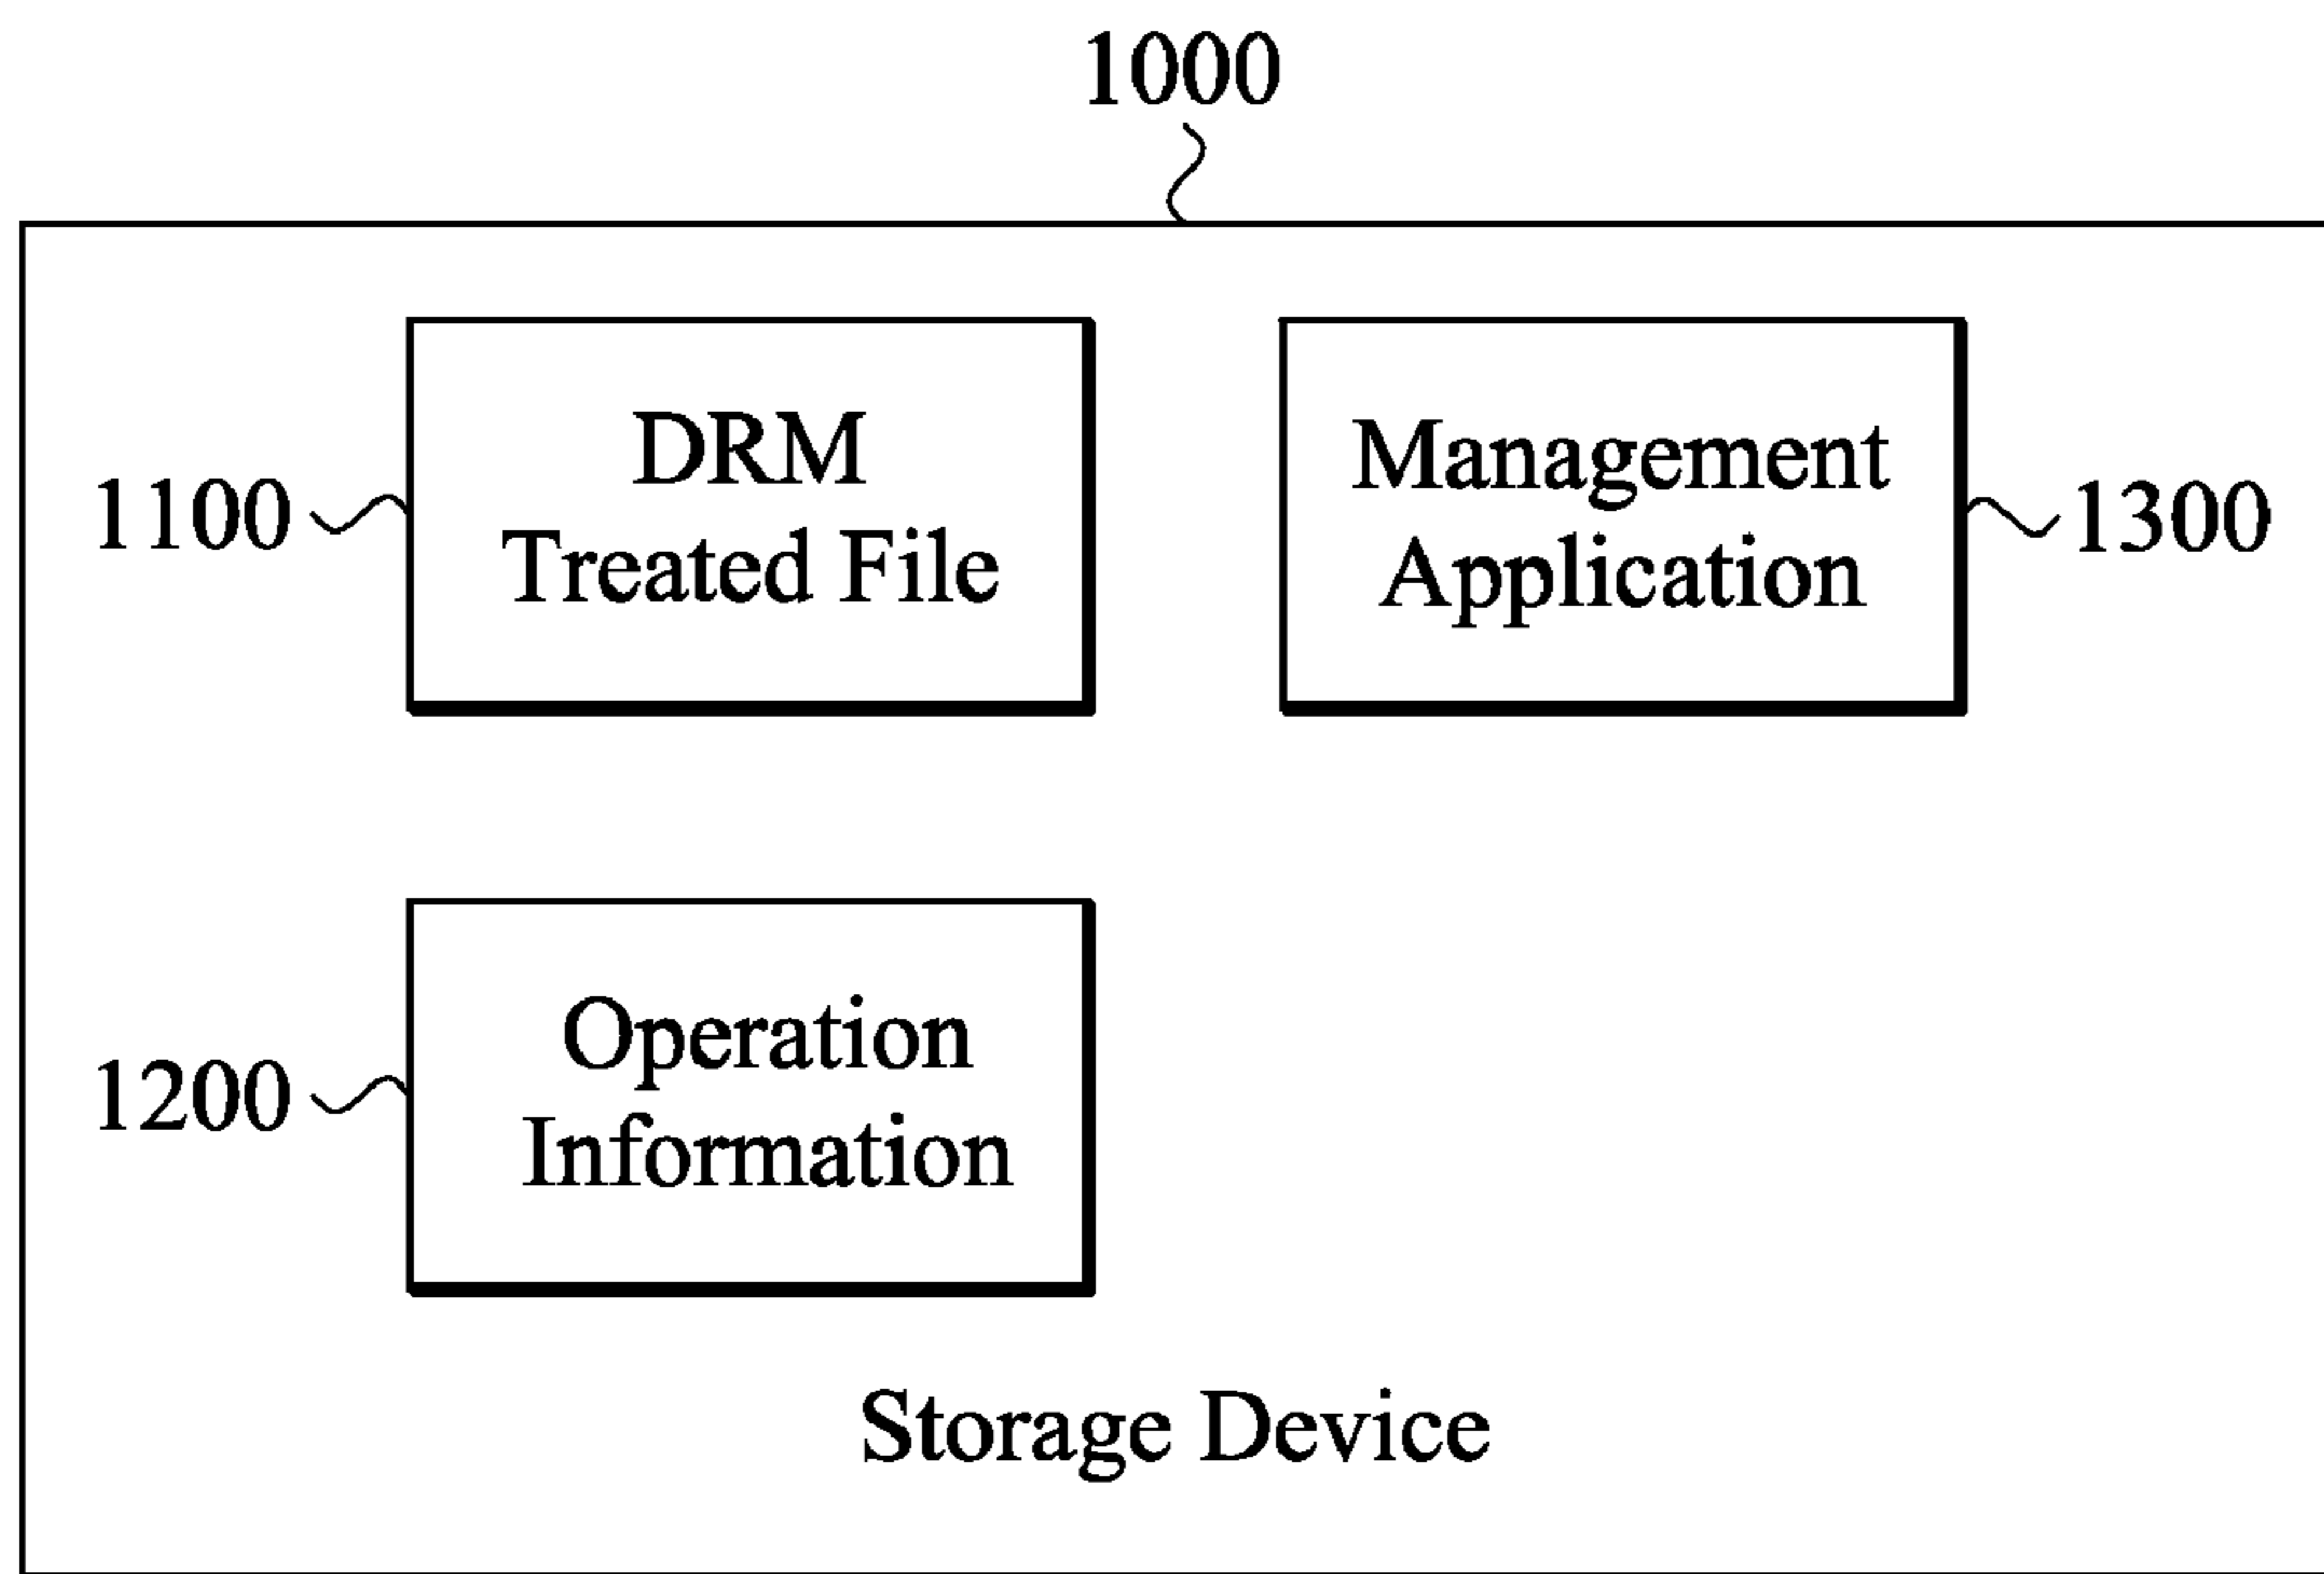 1000
DRM
Treated File
1100
Management
Application
1300
Operation
Information
1200
Storage Device